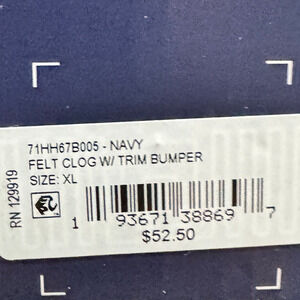 71HH67B005 - NAVY
FELT CLOG W/ TRIM BUMPER
SIZE: XL
RN 129919
1 93671 38869 7
$52.50